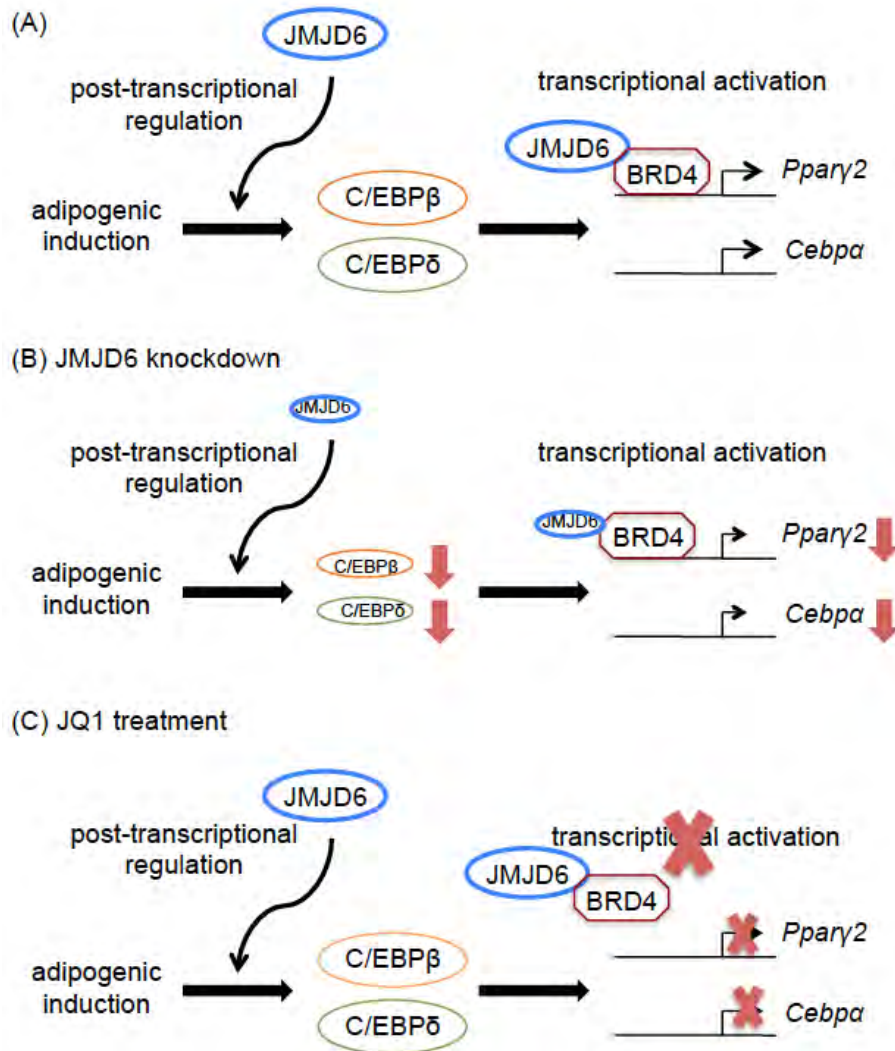 (A)
JMJD6
post-transcriptional
regulation
transcriptional activation
JMJD6
BRD4
Pparγ2
adipogenic
induction
C/EBPβ
C/EBPδ
Cebpα
(B) JMJD6 knockdown
JMJD6
post-transcriptional
regulation
transcriptional activation
JMJD6
BRD4
Pparγ2
adipogenic
induction
C/EBPβ
C/EBPδ
Cebpα
(C) JQ1 treatment
JMJD6
post-transcriptional
regulation
transcriptional activation
JMJD6
BRD4
Pparγ2
adipogenic
induction
C/EBPβ
C/EBPδ
Cebpα